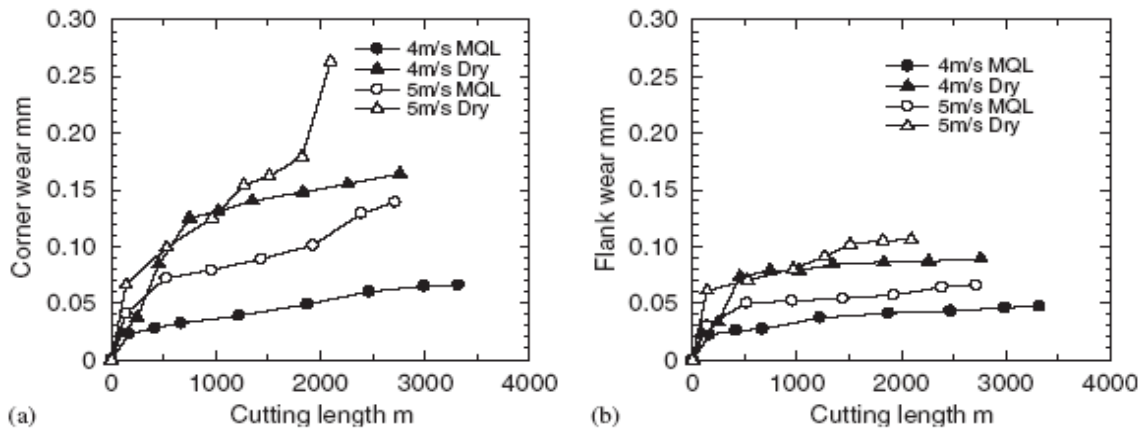 0.30
0.25
0.20
0.15
0.10
0.05
0
Corner wear mm
4m/s MQL
4m/s Dry
5m/s MQL
5m/s Dry
0 1000 2000 3000 4000
(a) Cutting length m
0.30
0.25
0.20
0.15
0.10
0.05
0
Flank wear mm
4m/s MQL
4m/s Dry
5m/s MQL
5m/s Dry
0 1000 2000 3000 4000
(b) Cutting length m